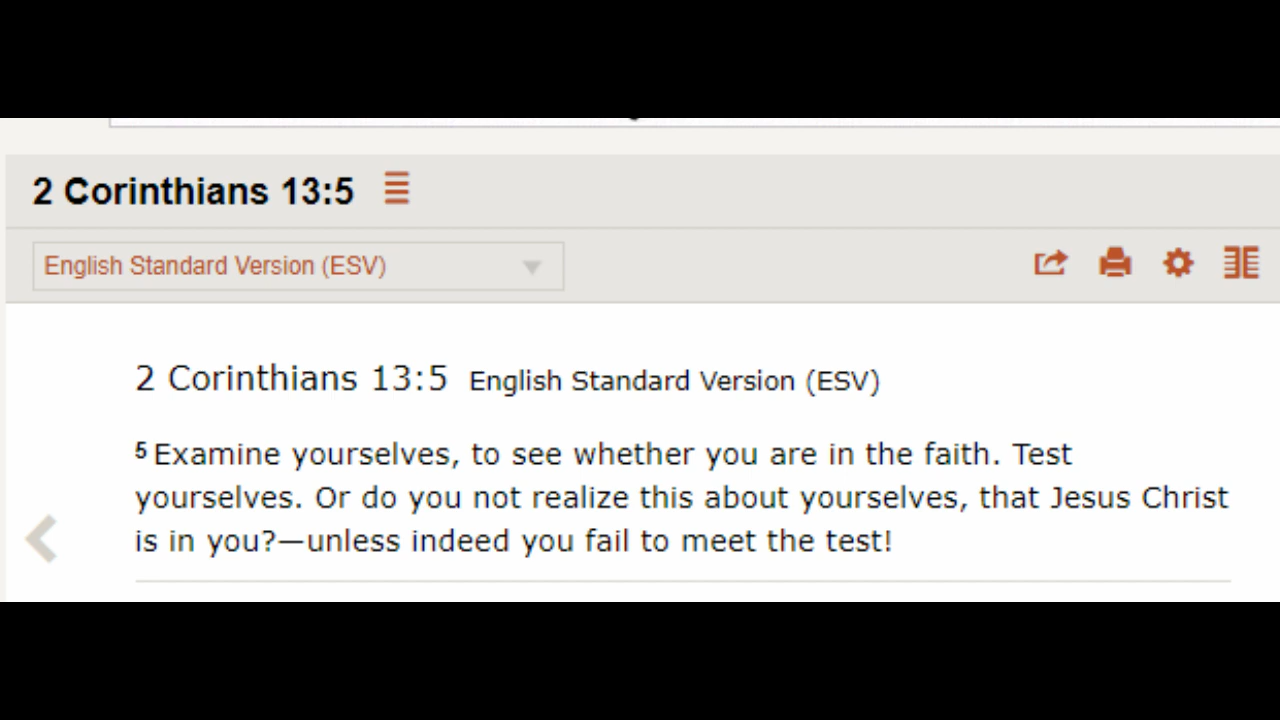 2 Corinthians 13:5
English Standard Version (ESV)
2 Corinthians 13:5 English Standard Version (ESV)
5 Examine yourselves, to see whether you are in the faith. Test
yourselves. Or do you not realize this about yourselves, that Jesus Christ
is in you?—unless indeed you fail to meet the test!